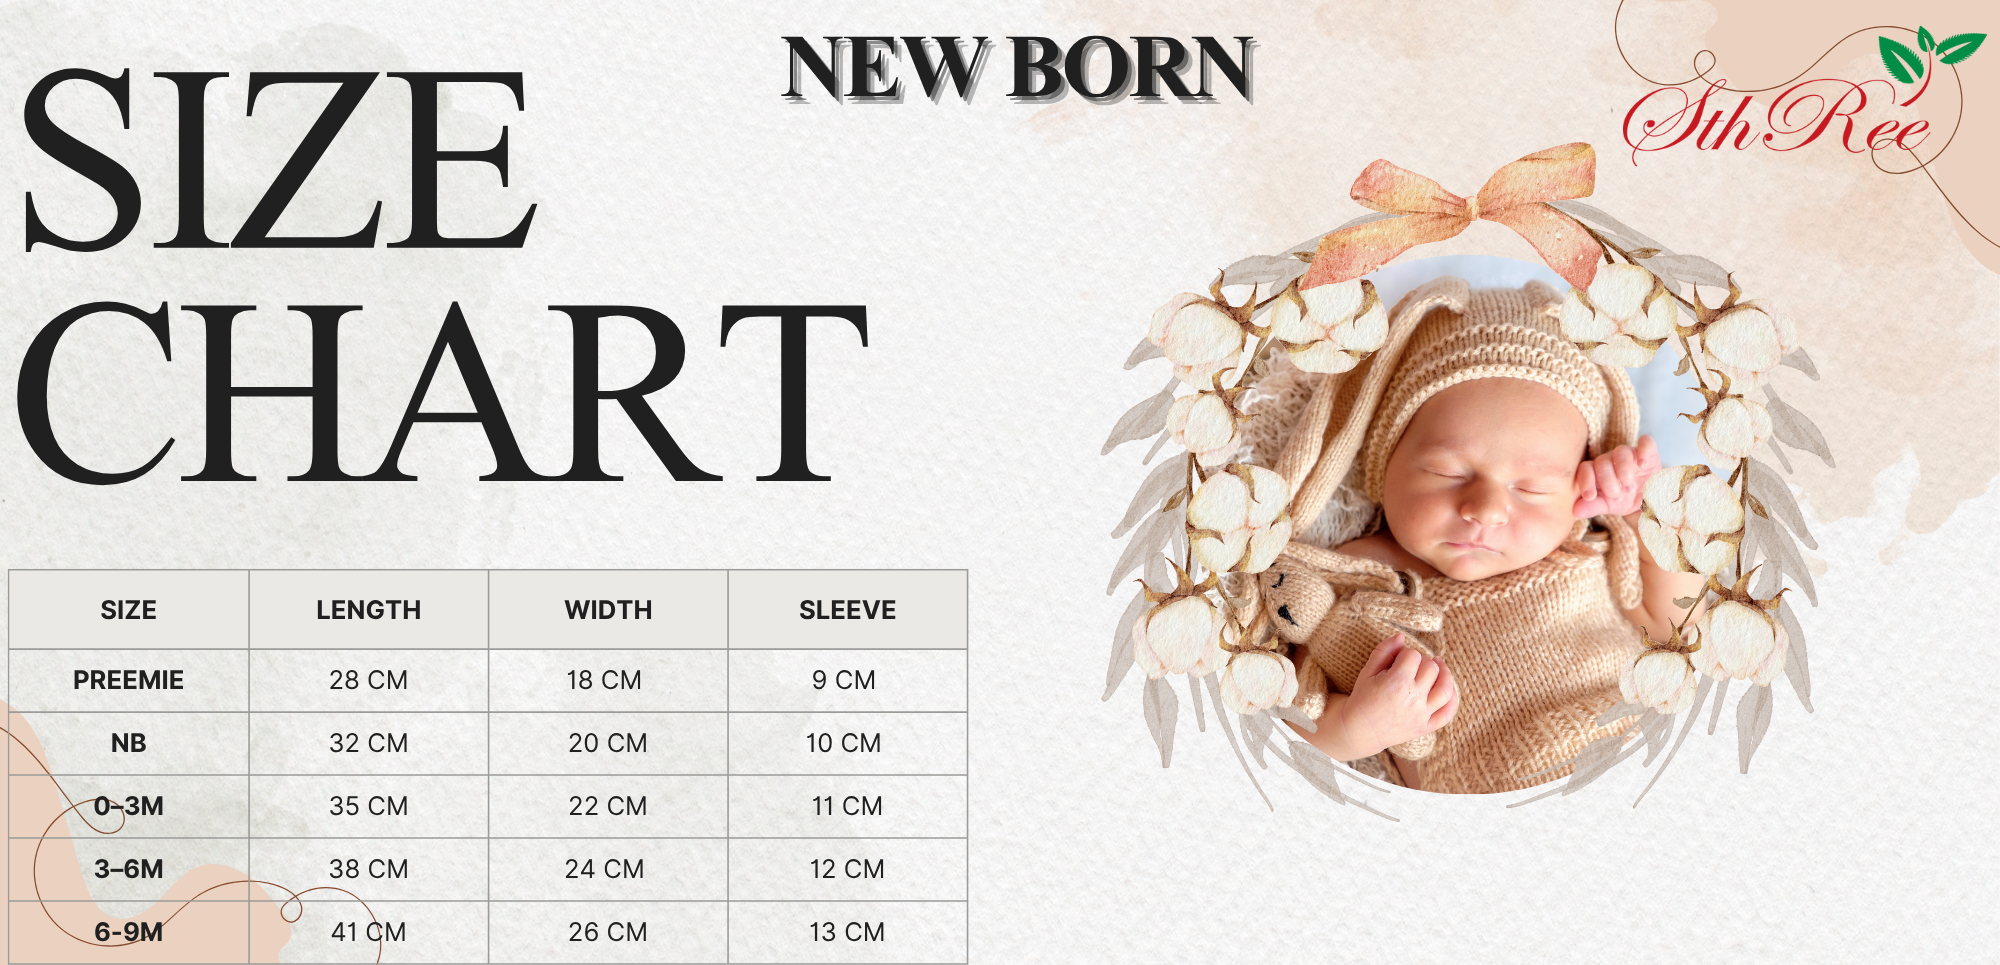 NEW BORN
SthRee
SIZE
CHART
SIZE LENGTH WIDTH SLEEVE
PREEMIE 28 CM 18 CM 9 CM
NB 32 CM 20 CM 10 CM
0–3M 35 CM 22 CM 11 CM
3–6M 38 CM 24 CM 12 CM
6-9M 41 CM 26 CM 13 CM